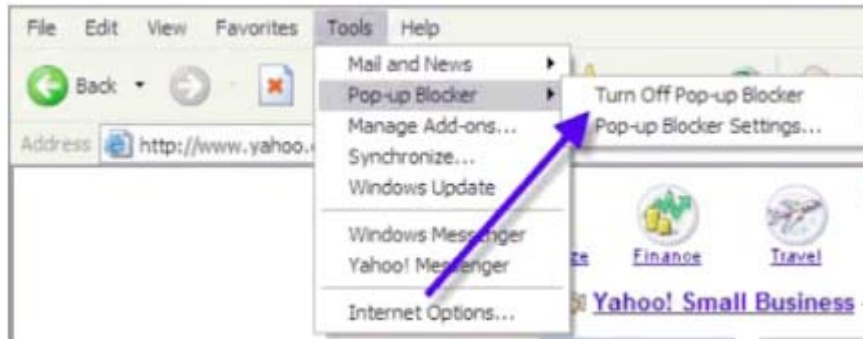 File Edit View Favorites Tools Help
Back
Address http://www.yahoo.
Mail and News
Pop-up Blocker
Manage Add-ons...
Synchronize...
Windows Update
Windows Messenger
Yahoo! Messenger
Internet Options...
Turn Off Pop-up Blocker
Pop-up Blocker Settings...
Finance Travel
Yahoo! Small Business